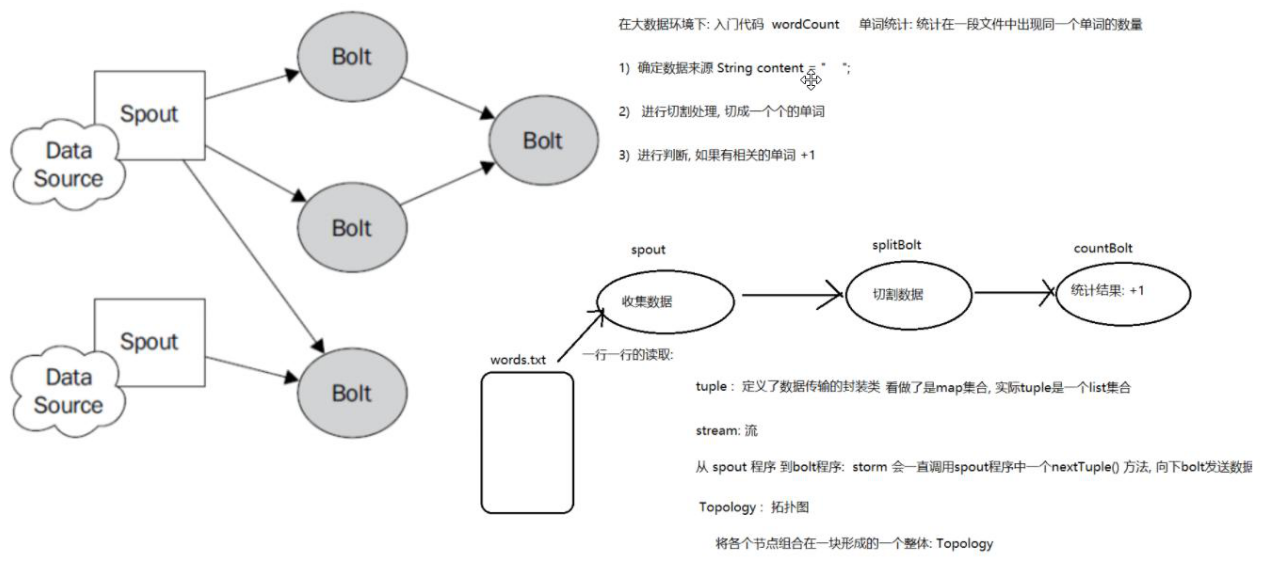 Bolt
Spout
Data
Source
Bolt
Bolt
Spout
Data
Source
Bolt
在大数据环境下: 入门代码 wordCount 单词统计: 统计在一段文件中出现同一个单词的数量
1) 确定数据来源 String content = " ";
2) 进行切割处理, 切成一个个的单词
3) 进行判断, 如果有相关的单词 +1
spout
splitBolt
countBolt
收集数据
切割数据
统计结果: +1
words.txt
一行一行的读取:
tuple : 定义了数据传输的封装类 看做了是map集合, 实际tuple是一个list集合
stream: 流
从 spout 程序 到bolt程序: storm 会一直调用spout程序中一个nextTuple() 方法, 向下bolt发送数据
Topology : 拓扑图
将各个节点组合在一块形成的一个整体: Topology